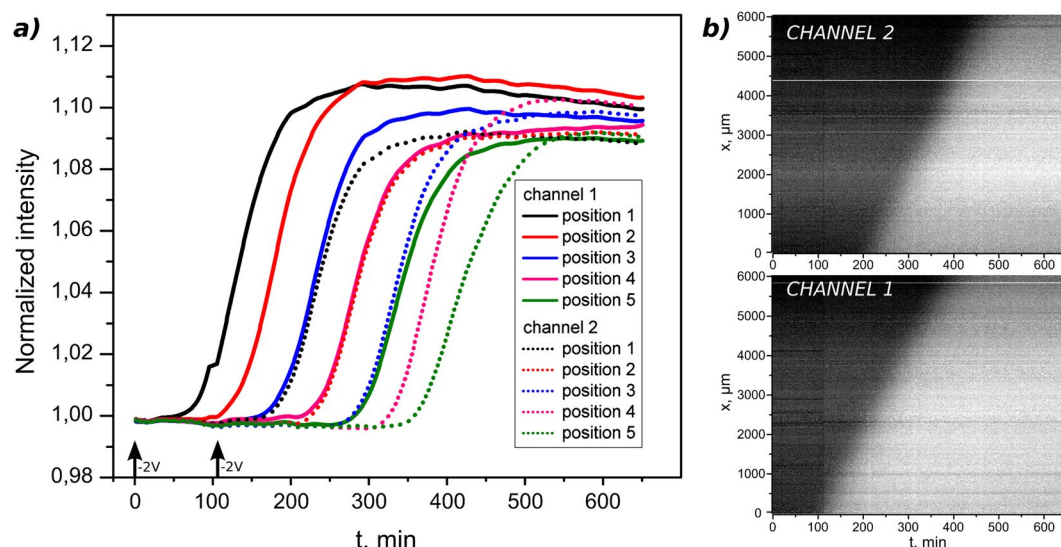 a)
1,12
1,10
1,08
1,06
1,04
1,02
1,00
0,98
Normalized intensity
-2V
-2V
0
100
200
300
400
500
600
t, min
channel 1
position 1
position 2
position 3
position 4
position 5
channel 2
position 1
position 2
position 3
position 4
position 5
b)
CHANNEL 2
6000
5000
4000
3000
2000
1000
0
x, µm
0 100 200 300 400 500 600
CHANNEL 1
6000
5000
4000
3000
2000
1000
0
x, µm
0 100 200 300 400 500 600
t, min